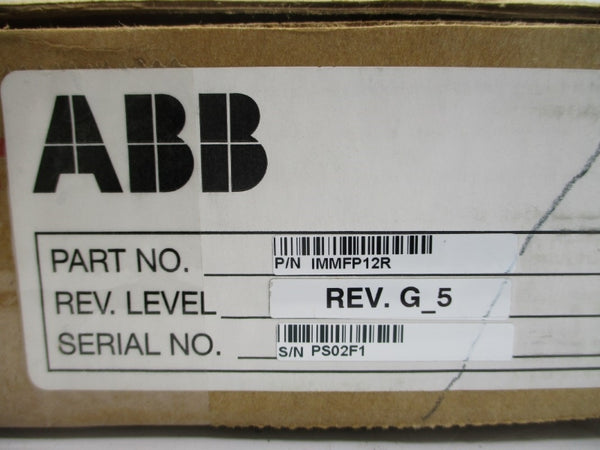 ABB
PART NO. P/N IMMFP12R
REV. LEVEL REV. G_5
SERIAL NO. S/N PS02F1